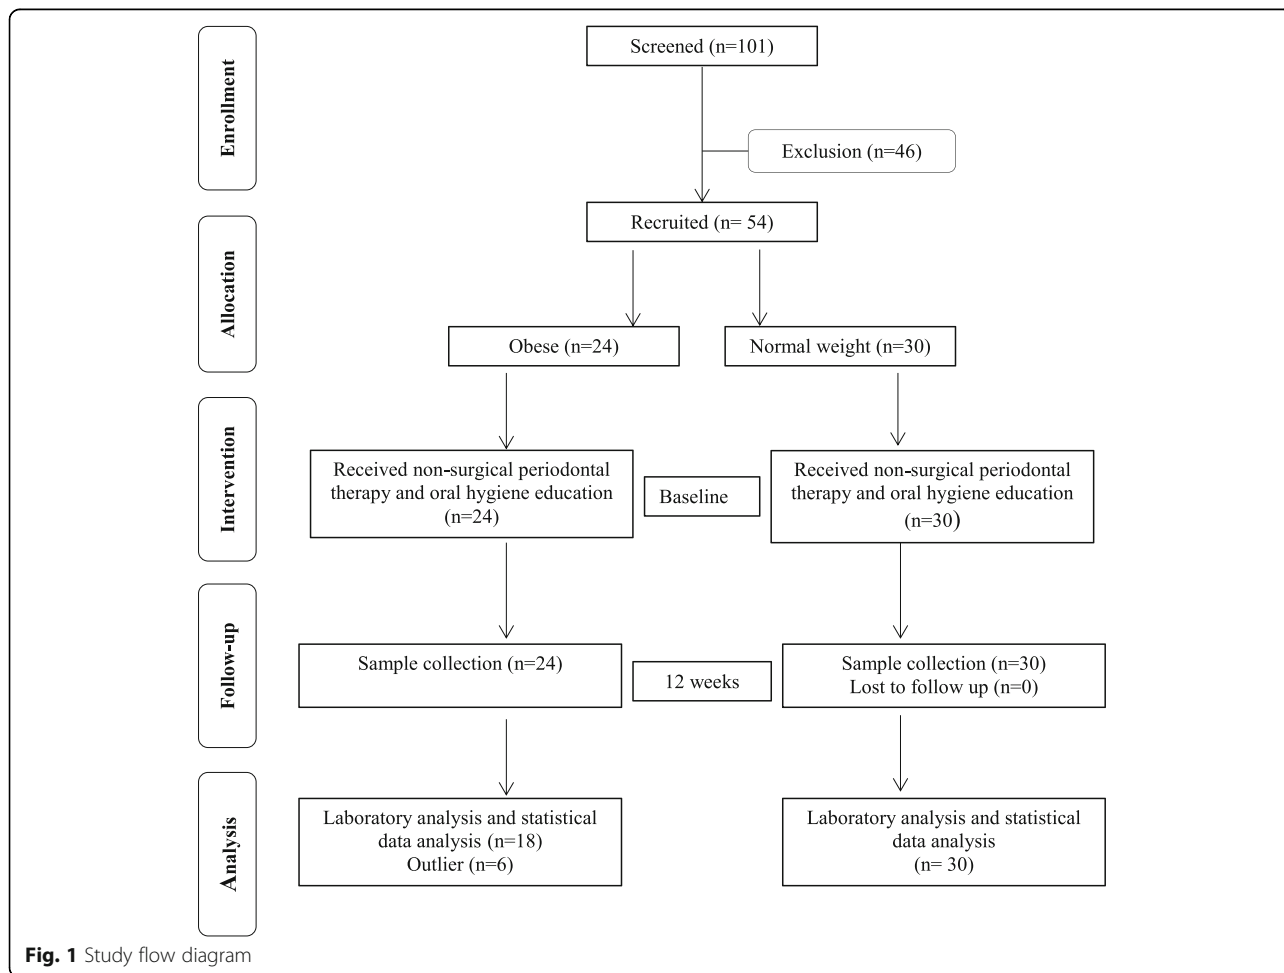 Enrollment
Screened (n=101)
Exclusion (n=46)
Recruited (n= 54)
Allocation
Obese (n=24)
Normal weight (n=30)
Intervention
Received non-surgical periodontal
therapy and oral hygiene education
(n=24)
Baseline
Received non-surgical periodontal
therapy and oral hygiene education
(n=30)
Follow-up
Sample collection (n=24)
12 weeks
Sample collection (n=30)
Lost to follow up (n=0)
Analysis
Laboratory analysis and statistical
data analysis (n=18)
Outlier (n=6)
Laboratory analysis and statistical
data analysis
(n= 30)
Fig. 1 Study flow diagram